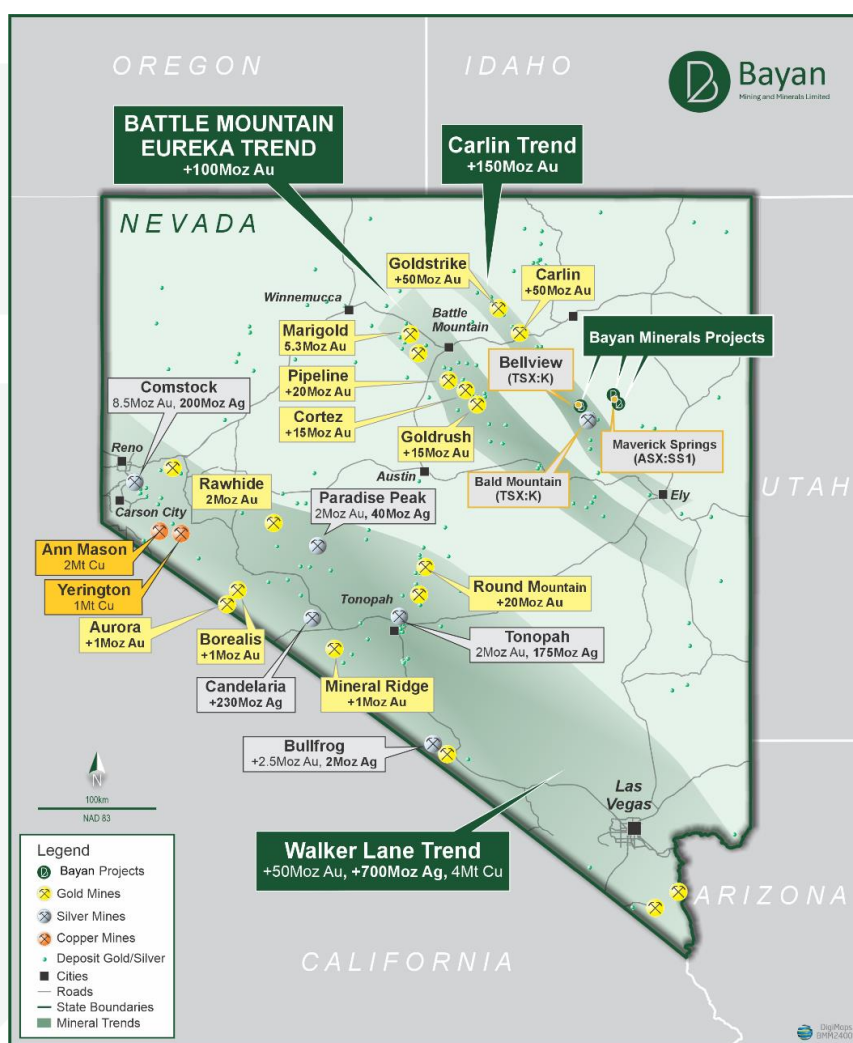 OREGON
IDAHO
Bayan
Mining and Minerals Limited
BATTLE MOUNTAIN
EUREKA TREND
+100Moz Au
Carlin Trend
+150Moz Au
NEVADA
Goldstrike
+50Moz Au
Carlin
+50Moz Au
Winnemucca
Battle
Mountain
Marigold
5.3Moz Au
Bayan Minerals Projects
Bellview
(TSX:K)
Pipeline
+20Moz Au
Comstock
8.5Moz Au, 200Moz Ag
Cortez
+15Moz Au
Goldrush
+15Moz Au
Maverick Springs
(ASX:SS1)
Reno
Austin
Bald Mountain
(TSX:K)
Rawhide
2Moz Au
Paradise Peak
2Moz Au, 40Moz Ag
Ely
UTAH
Carson City
Ann Mason
2Mt Cu
Yerington
1Mt Cu
Round Mountain
+20Moz Au
Aurora
+1Moz Au
Borealis
+1Moz Au
Tonopah
Tonopah
2Moz Au, 175Moz Ag
Candelaria
+230Moz Ag
Mineral Ridge
+1Moz Au
Bullfrog
+2.5Moz Au, 2Moz Ag
N
100km
NAD 83
Las
Vegas
Walker Lane Trend
+50Moz Au, +700Moz Ag, 4Mt Cu
Legend
Bayan Projects
Gold Mines
Silver Mines
Copper Mines
Deposit Gold/Silver
Cities
Roads
State Boundaries
Mineral Trends
ARIZONA
CALIFORNIA
DigiMaps
BMM2400